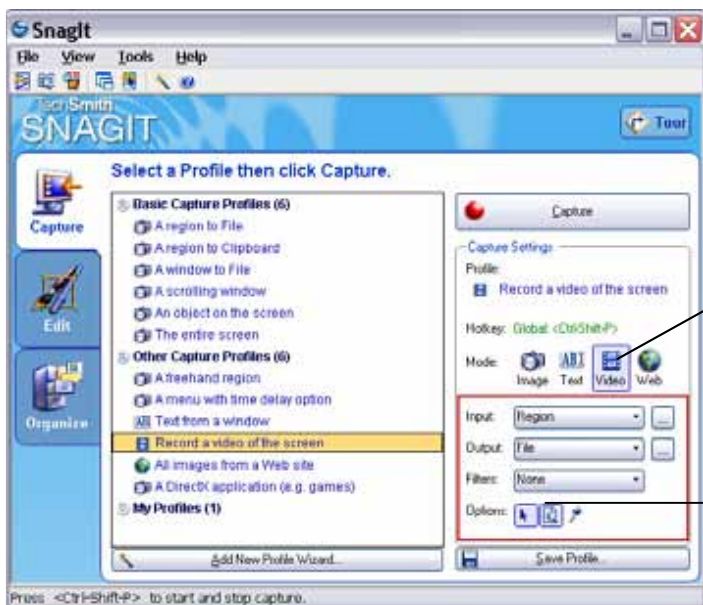 SnagIt
File View Tools Help
TechSmith
SNAGIT
Tour
Select a Profile then click Capture.
Capture
Edit
Organize
Basic Capture Profiles (6)
A region to File
A region to Clipboard
A window to File
A scrolling window
An object on the screen
The entire screen
Other Capture Profiles (6)
A freehand region
A menu with time delay option
Text from a window
Record a video of the screen
All images from a Web site
A DirectX application (e.g. games)
My Profiles (1)
Add New Profile Wizard...
Capture
Capture Settings
Profile:
Record a video of the screen
Hotkey: Global <Ctrl-Shift-P>
Mode:
ABI
Image Text Video Web
Input: Region ...
Output: File ...
Filters: None
Options:
Save Profile...
Press <Ctrl-Shift-P> to start and stop capture.